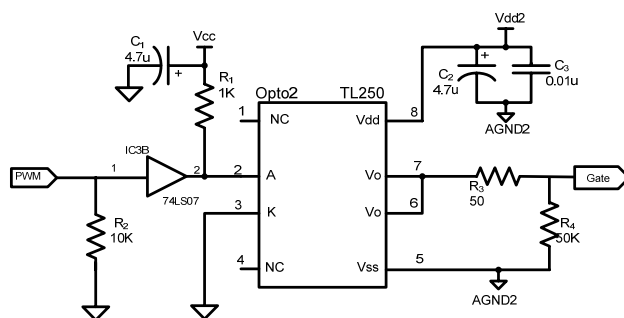 Vdd2
C1
4.7u
Vcc
R1
1K
Opto2
TL250
C2
4.7u
C3
0.01u
AGND2
1
NC
Vdd
8
IC3B
PWM
1
2
74LS07
2
A
Vo
7
R3
50
Gate
3
K
Vo
6
R2
10K
R4
50K
4
NC
Vss
5
AGND2
+
+